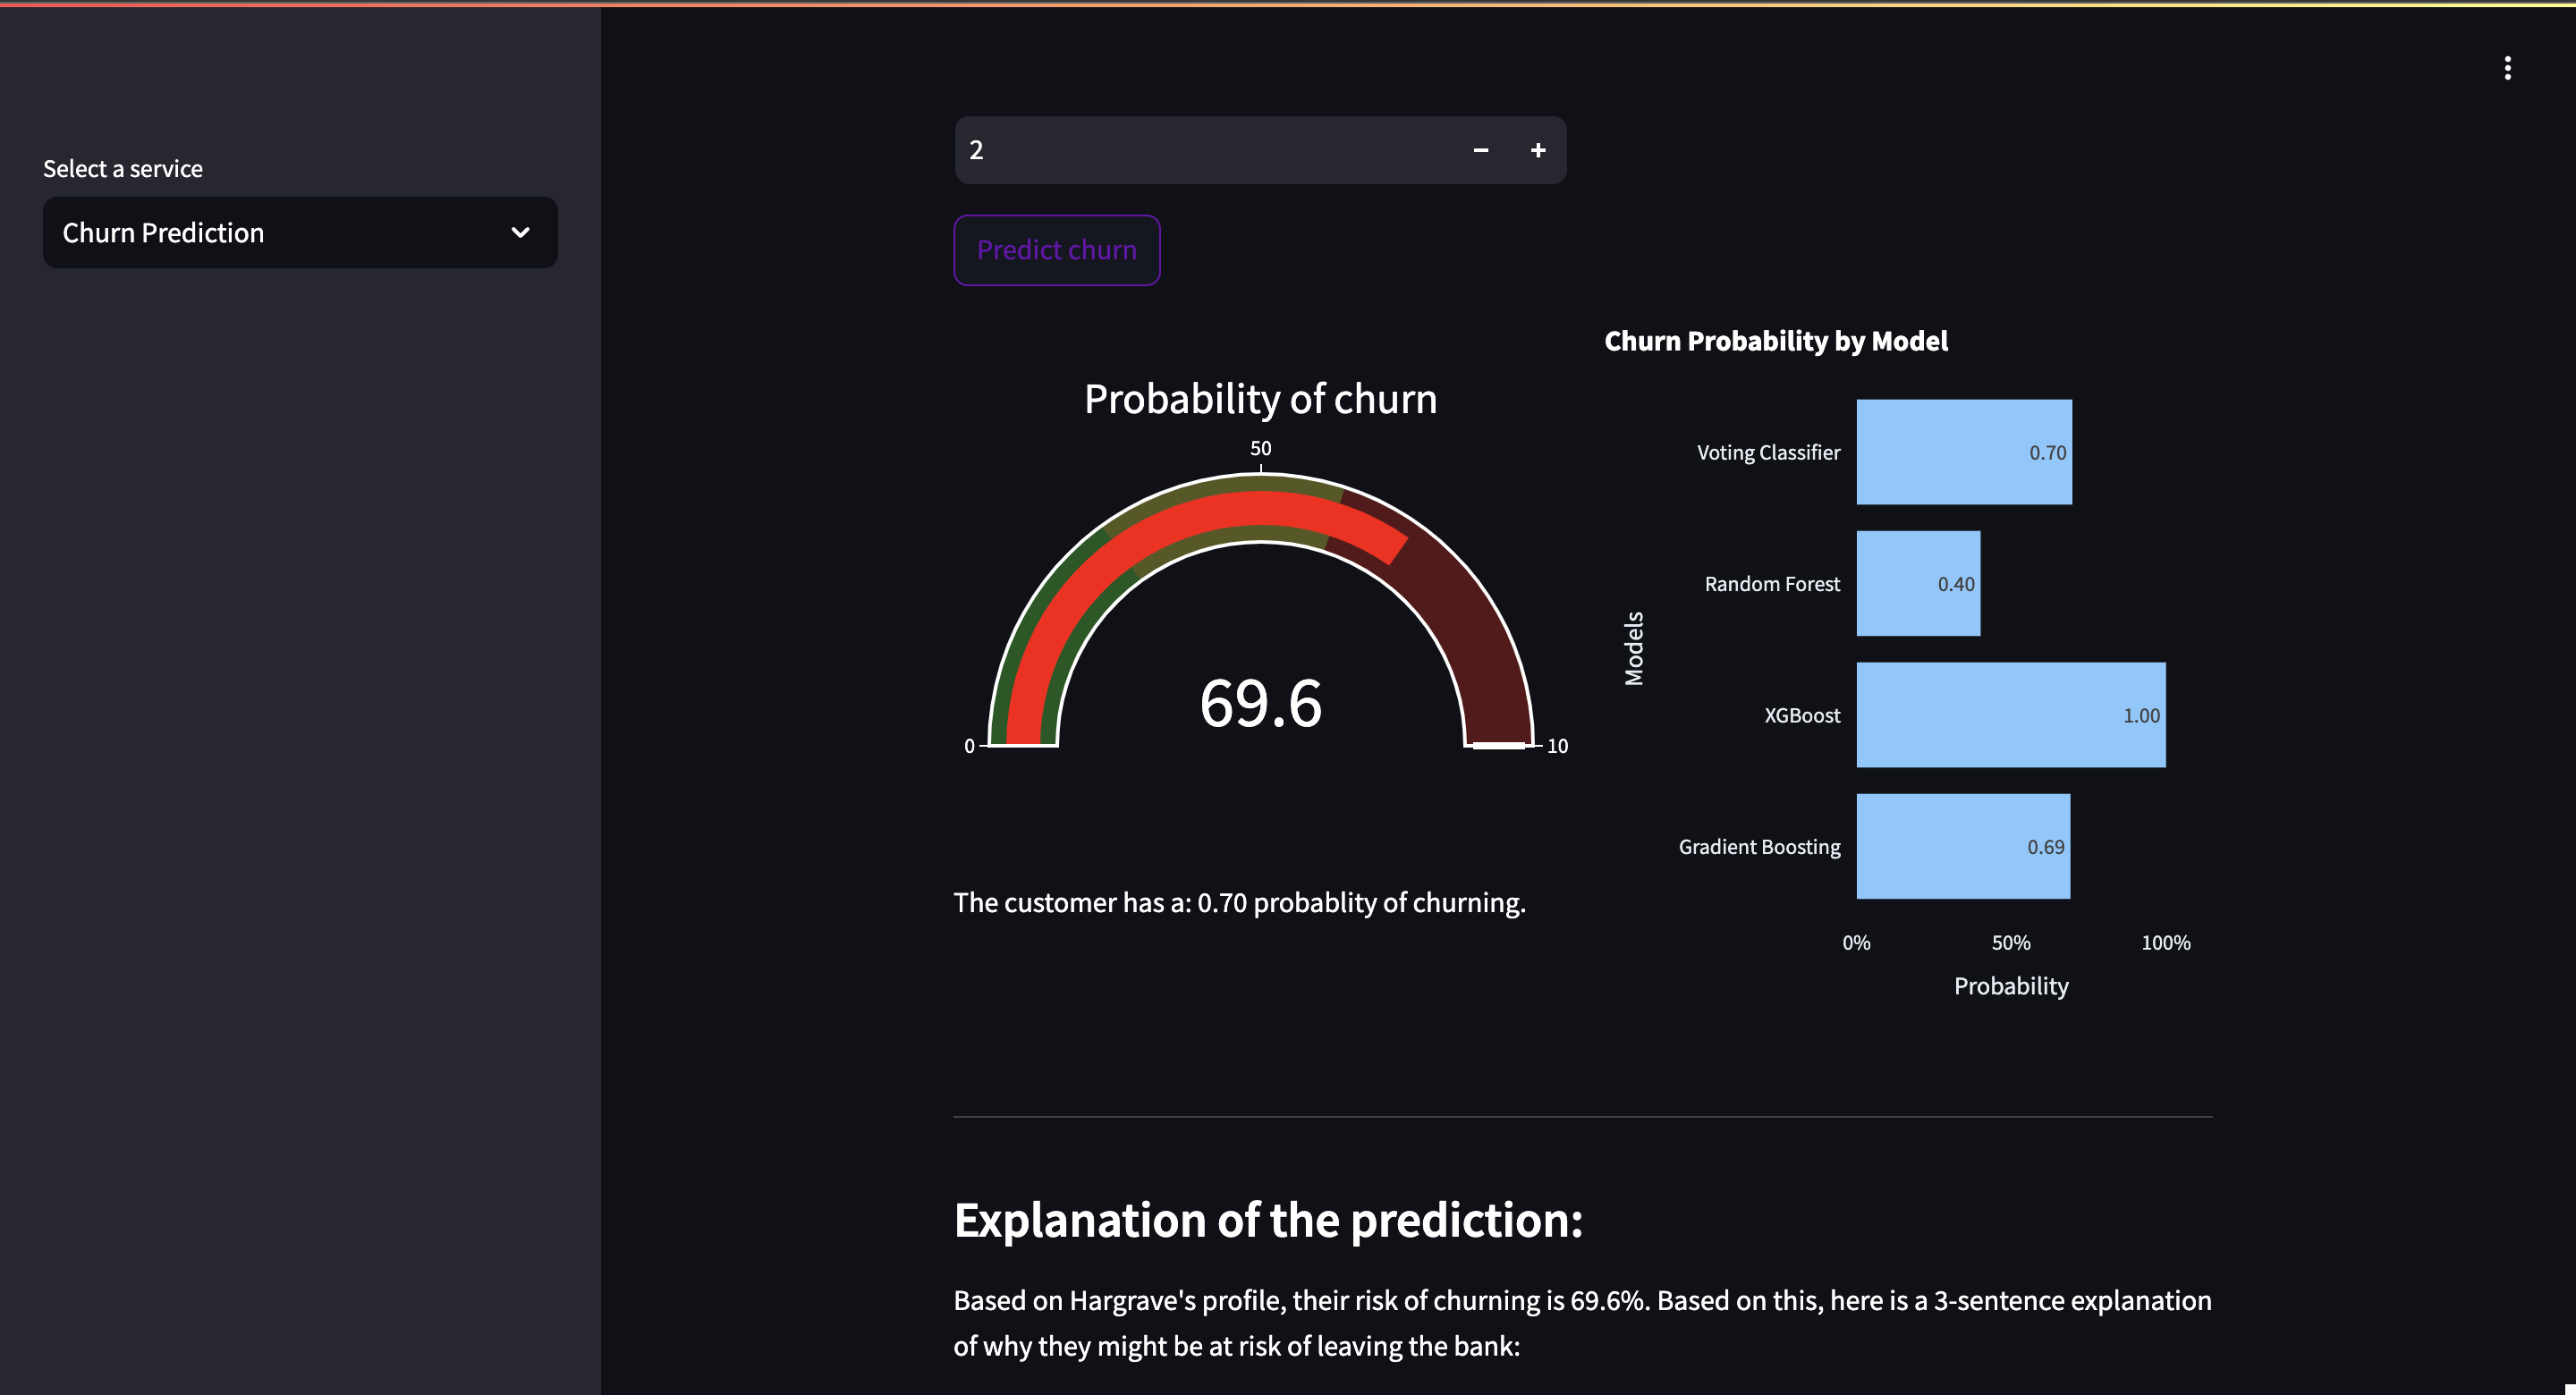 Select a service
Churn Prediction
2
Predict churn
Probability of churn
50
0
10
69.6
The customer has a: 0.70 probablity of churning.
Churn Probability by Model
Models
Voting Classifier
0.70
Random Forest
0.40
XGBoost
1.00
Gradient Boosting
0.69
0%
50%
100%
Probability
Explanation of the prediction:
Based on Hargrave's profile, their risk of churning is 69.6%. Based on this, here is a 3-sentence explanation
of why they might be at risk of leaving the bank: